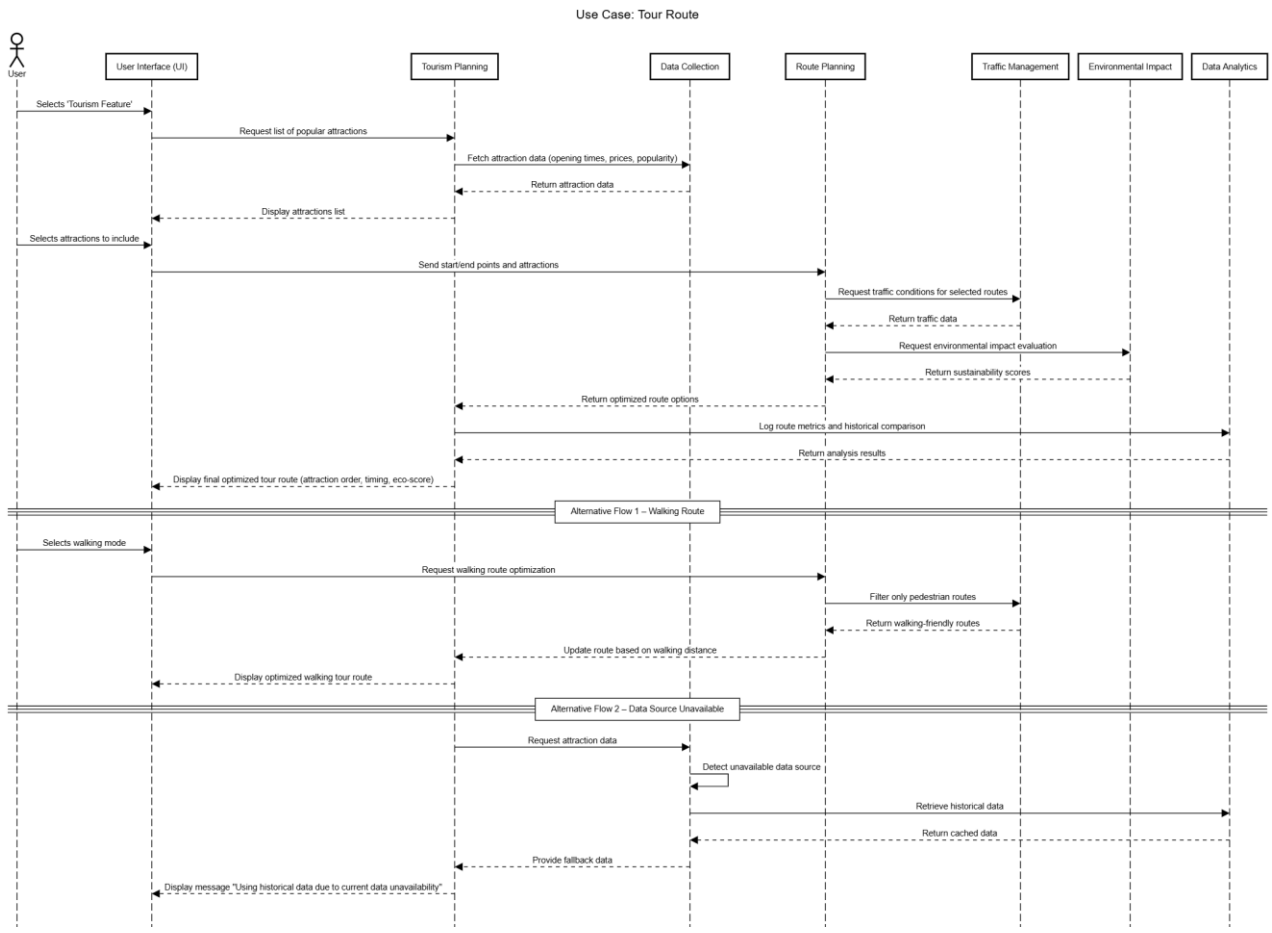 Use Case: Tour Route
User
User Interface (UI)
Tourism Planning
Data Collection
Route Planning
Traffic Management
Environmental Impact
Data Analytics
Selects 'Tourism Feature'
Request list of popular attractions
Fetch attraction data (opening times, prices, popularity)
Return attraction data
Display attractions list
Selects attractions to include
Send start/end points and attractions
Request traffic conditions for selected routes
Return traffic data
Request environmental impact evaluation
Return sustainability scores
Return optimized route options
Log route metrics and historical comparison
Return analysis results
Display final optimized tour route (attraction order, timing, eco-score)
Alternative Flow 1 – Walking Route
Selects walking mode
Request walking route optimization
Filter only pedestrian routes
Return walking-friendly routes
Update route based on walking distance
Display optimized walking tour route
Alternative Flow 2 – Data Source Unavailable
Request attraction data
Detect unavailable data source
Retrieve historical data
Return cached data
Provide fallback data
Display message "Using historical data due to current data unavailability"